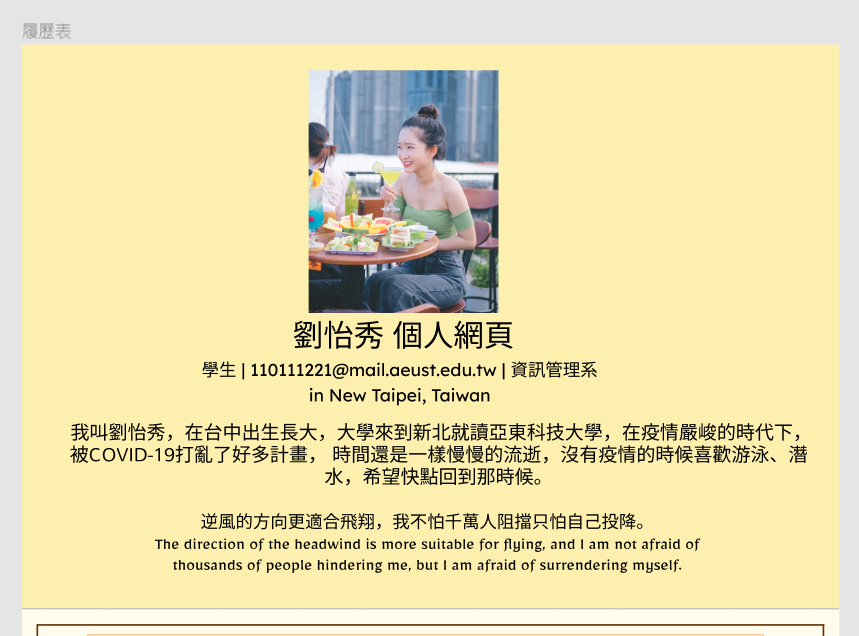 履歷表
劉怡秀 個人網頁
學生 | 110111221@mail.aeust.edu.tw | 資訊管理系
in New Taipei, Taiwan
我叫劉怡秀，在台中出生長大，大學來到新北就讀亞東科技大學，在疫情嚴峻的時代下，
被COVID-19打亂了好多計畫， 時間還是一樣慢慢的流逝，沒有疫情的時候喜歡游泳、潛
水，希望快點回到那時候。
逆風的方向更適合飛翔，我不怕千萬人阻擋只怕自己投降。
The direction of the headwind is more suitable for flying, and I am not afraid of
thousands of people hindering me, but I am afraid of surrendering myself.